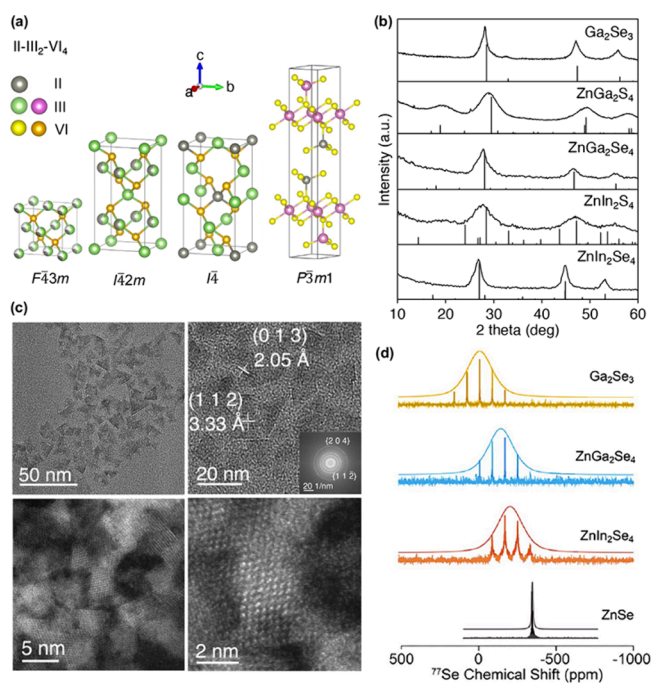 (a)
II-III₂-VI₄
II
III
VI
c
a
b
F4̅3m
I4̅2m
I4̅
P3̅m1
(b)
Intensity (a.u.)
Ga₂Se₃
ZnGa₂S₄
ZnGa₂Se₄
ZnIn₂S₄
ZnIn₂Se₄
10 20 30 40 50 60
2 theta (deg)
(c)
50 nm
(0 1 3)
2.05 Å
(1 1 2)
3.33 Å
{2 0 4}
20 1/nm
20 nm
5 nm
2 nm
(d)
Ga₂Se₃
ZnGa₂Se₄
ZnIn₂Se₄
ZnSe
500 0 -500 -1000
⁷⁷Se Chemical Shift (ppm)